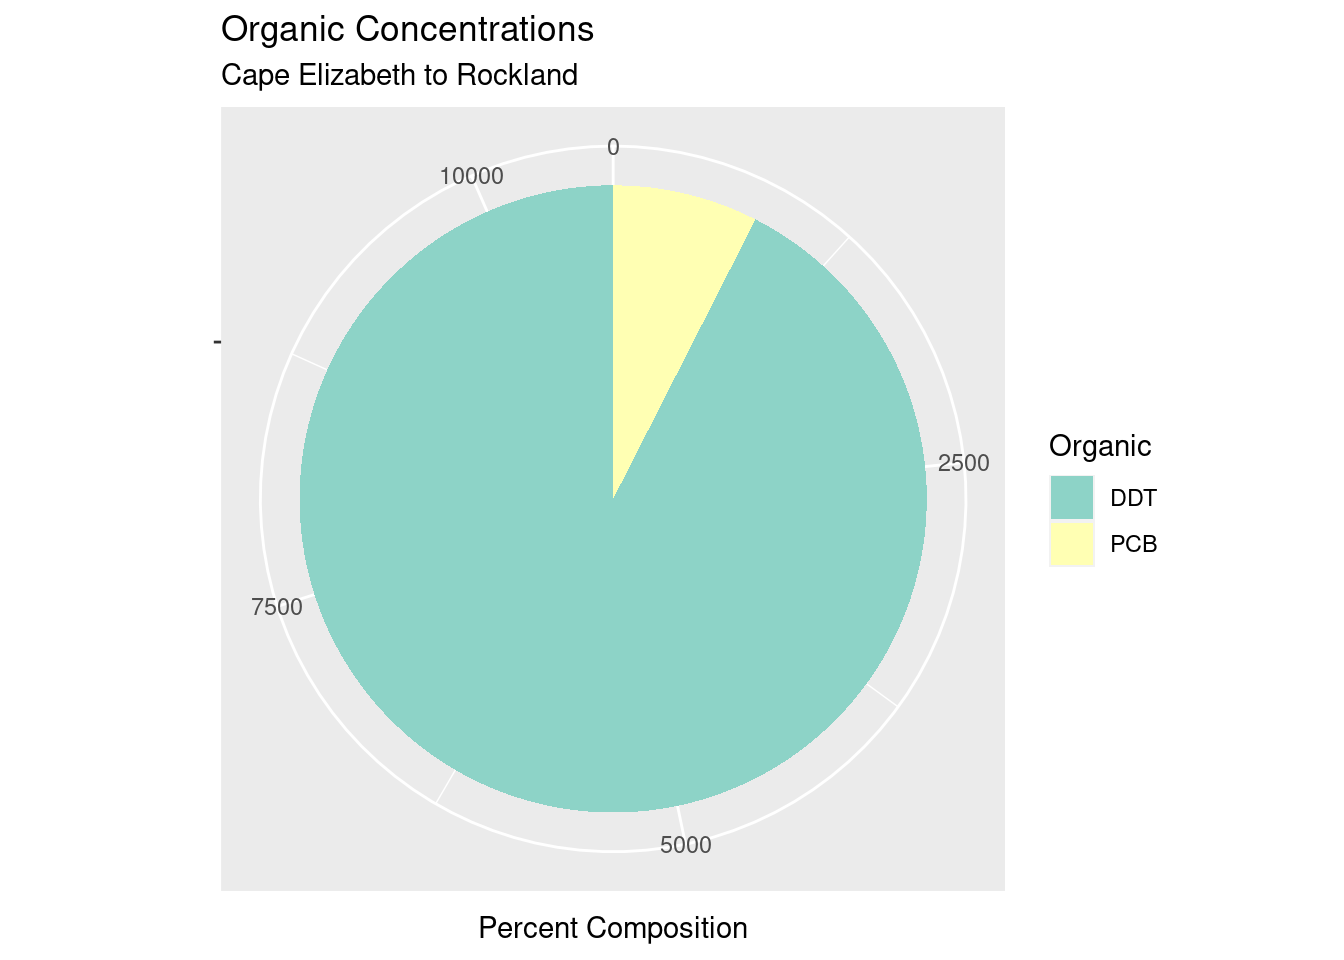 Organic Concentrations
Cape Elizabeth to Rockland
0
10000
2500
7500
5000
Organic
DDT
PCB
Percent Composition